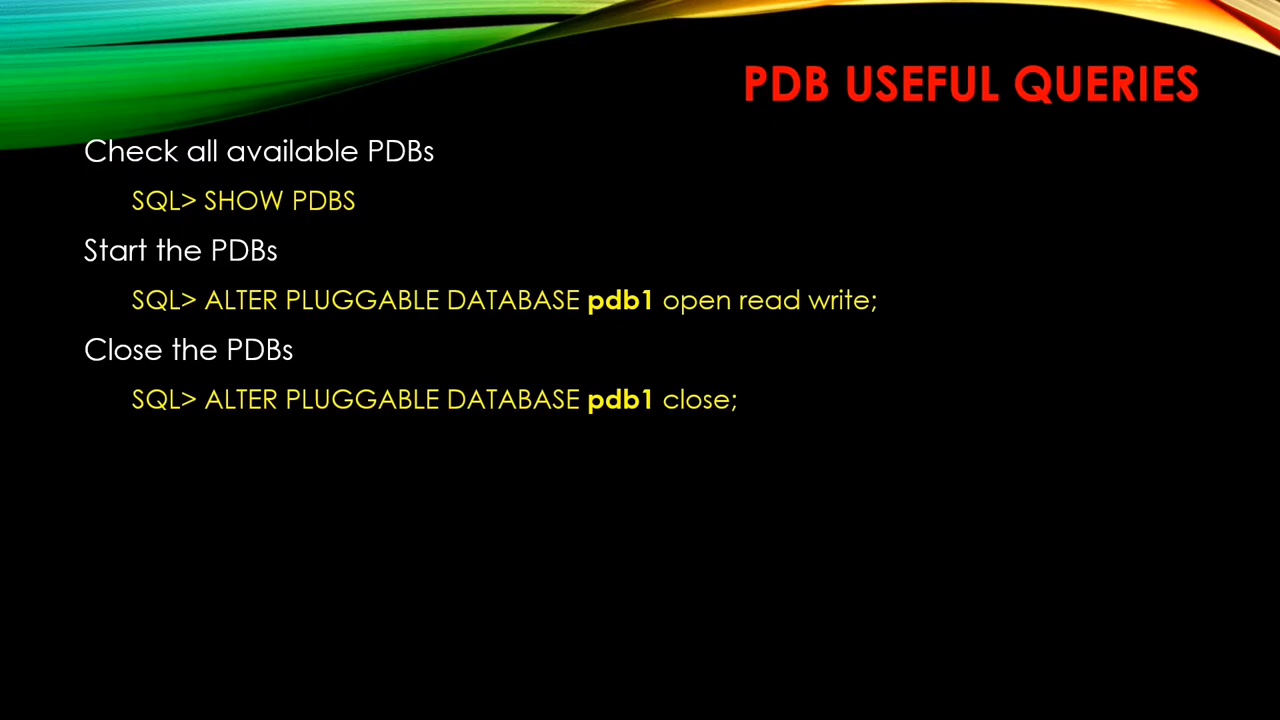 PDB USEFUL QUERIES
Check all available PDBs
SQL> SHOW PDBS
Start the PDBs
SQL> ALTER PLUGGABLE DATABASE pdb1 open read write;
Close the PDBs
SQL> ALTER PLUGGABLE DATABASE pdb1 close;